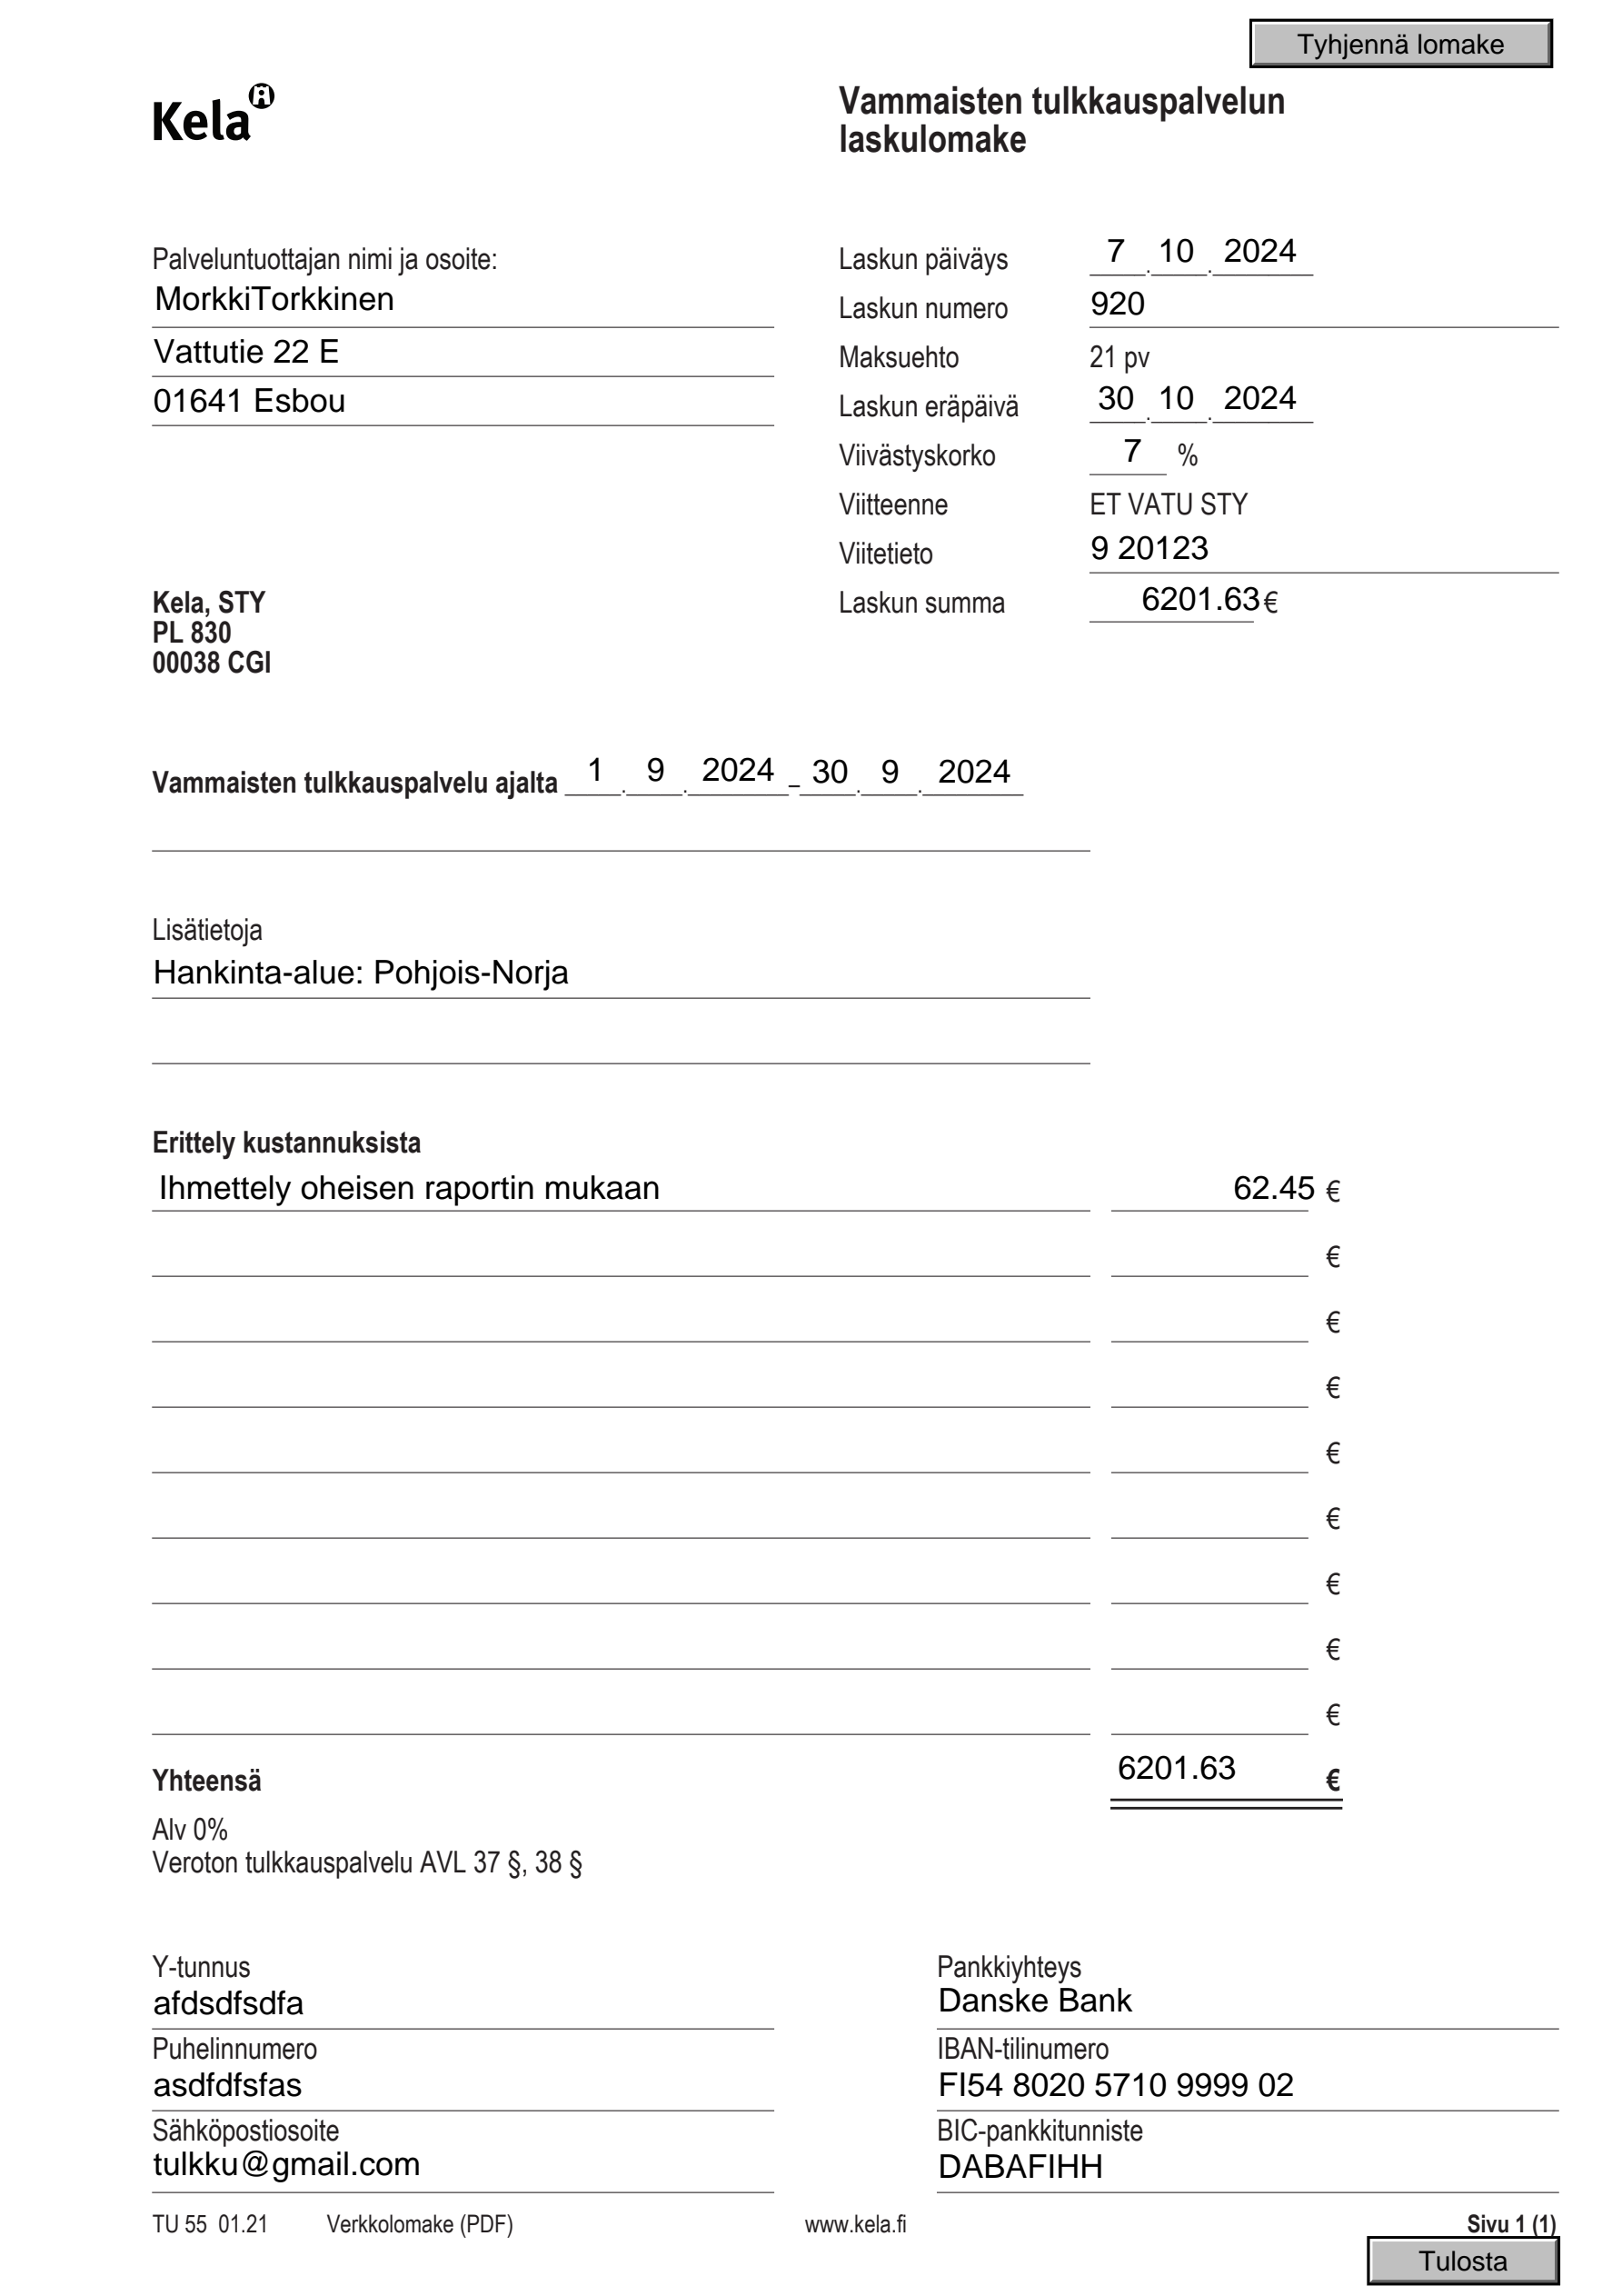 Tyhjennä lomake
Kela
Vammaisten tulkkauspalvelun
laskulomake
Palveluntuottajan nimi ja osoite:
MorkkiTorkkinen
Vattutie 22 E
01641 Esbou
Laskun päiväys 7.10.2024
Laskun numero 920
Maksuehto 21 pv
Laskun eräpäivä 30.10.2024
Viivästyskorko 7 %
Viitteenne ET VATU STY
Viitetieto 9 20123
Laskun summa 6201.63 €
Kela, STY
PL 830
00038 CGI
Vammaisten tulkkauspalvelu ajalta 1.9.2024 – 30.9.2024
Lisätietoja
Hankinta-alue: Pohjois-Norja
Erittely kustannuksista
Ihmettely oheisen raportin mukaan 62.45 €
€
€
€
€
€
€
€
€
Yhteensä 6201.63 €
Alv 0%
Veroton tulkkauspalvelu AVL 37 §, 38 §
Y-tunnus
afdsdfsdfa
Puhelinnumero
asdfdfsfas
Sähköpostiosoite
tulkku@gmail.com
Pankkiyhteys
Danske Bank
IBAN-tilinumero
FI54 8020 5710 9999 02
BIC-pankkitunniste
DABAFIHH
TU 55 01.21 Verkkolomake (PDF) www.kela.fi Sivu 1 (1)
Tulosta